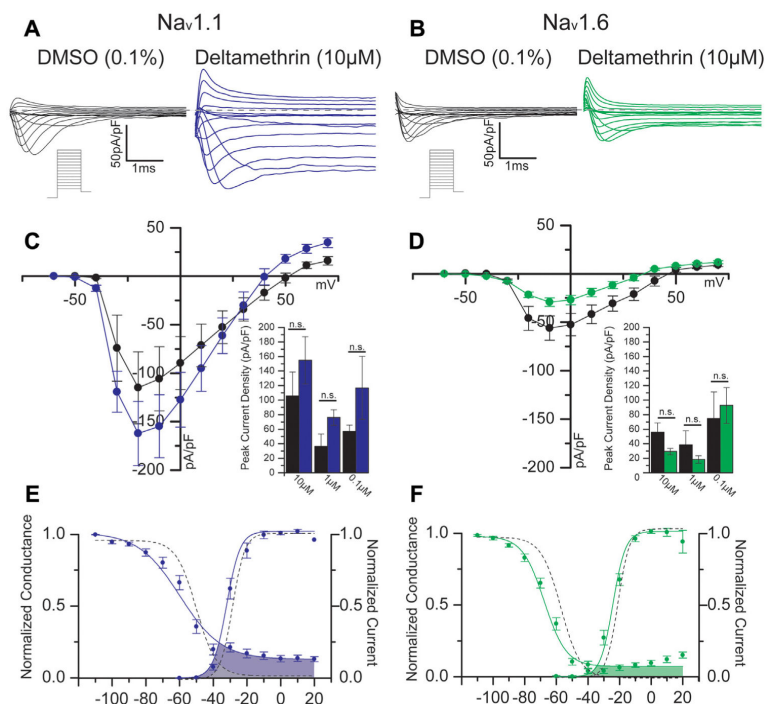 A
Nav1.1
DMSO (0.1%)
Deltamethrin (10µM)
50pA/pF
1ms
B
Nav1.6
DMSO (0.1%)
Deltamethrin (10µM)
50pA/pF
1ms
C
50
-50
50
mV
-50
-100
-150
-200
pA/pF
Peak Current Density (pA/pF)
200
180
160
140
120
100
80
60
40
20
0
n.s.
n.s.
n.s.
10µM
1µM
0.1µM
D
50
-50
50
mV
-50
-100
-150
-200
pA/pF
Peak Current Density (pA/pF)
200
180
160
140
120
100
80
60
40
20
0
n.s.
n.s.
n.s.
10µM
1µM
0.1µM
E
Normalized Conductance
1.0
0.5
0.0
1.0
0.5
0.0
Normalized Current
-100 -80 -60 -40 -20 0 20
F
Normalized Conductance
1.0
0.5
0.0
1.0
0.5
0.0
Normalized Current
-100 -80 -60 -40 -20 0 20